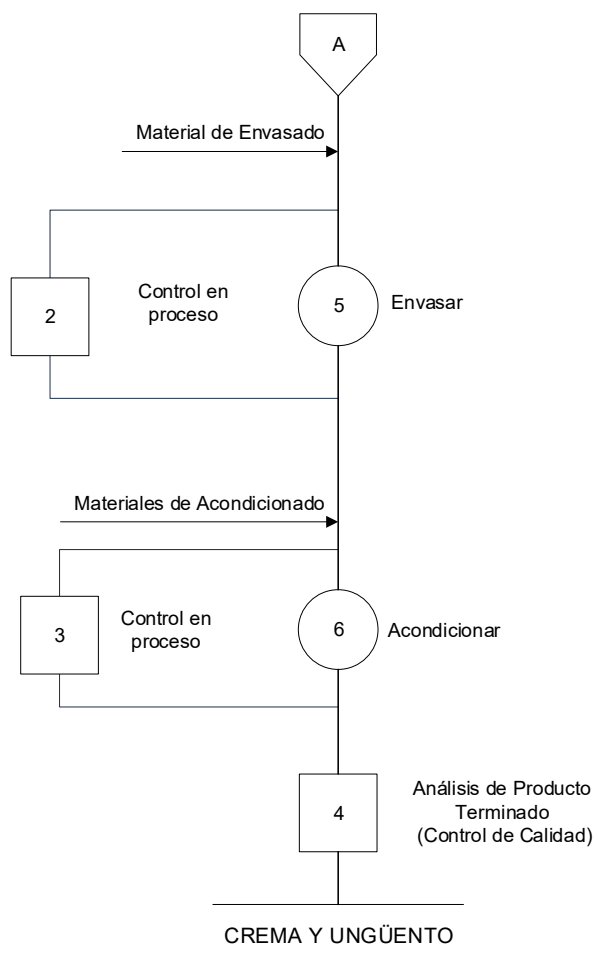 A
Material de Envasado
Control en
proceso
2
5
Envasar
Materiales de Acondicionado
Control en
proceso
3
6
Acondicionar
4
Análisis de Producto
Terminado
(Control de Calidad)
CREMA Y UNGÜENTO